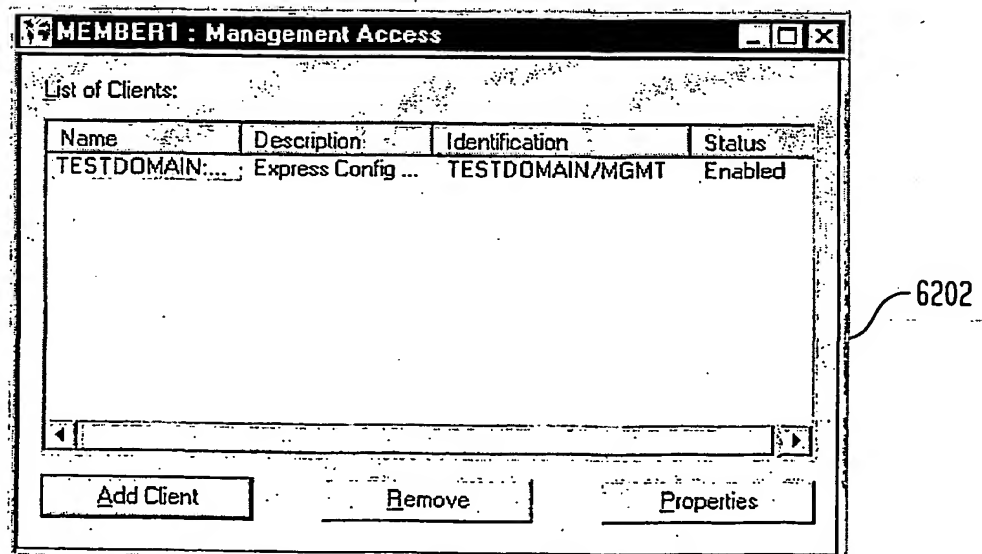 MEMBER1 : Management Access
List of Clients:
Name Description Identification Status
TESTDOMAIN:... Express Config ... TESTDOMAIN/MGMT Enabled
6202
Add Client Remove Properties